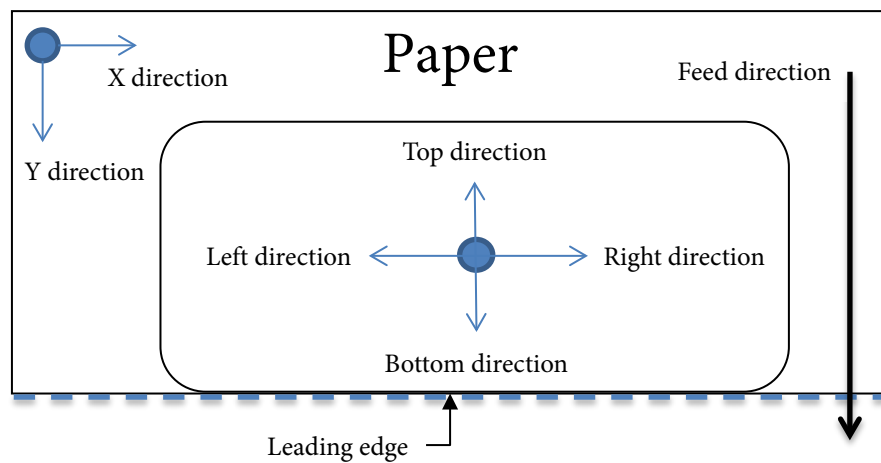 Paper
Feed direction
X direction
Y direction
Top direction
Left direction
Right direction
Bottom direction
Leading edge